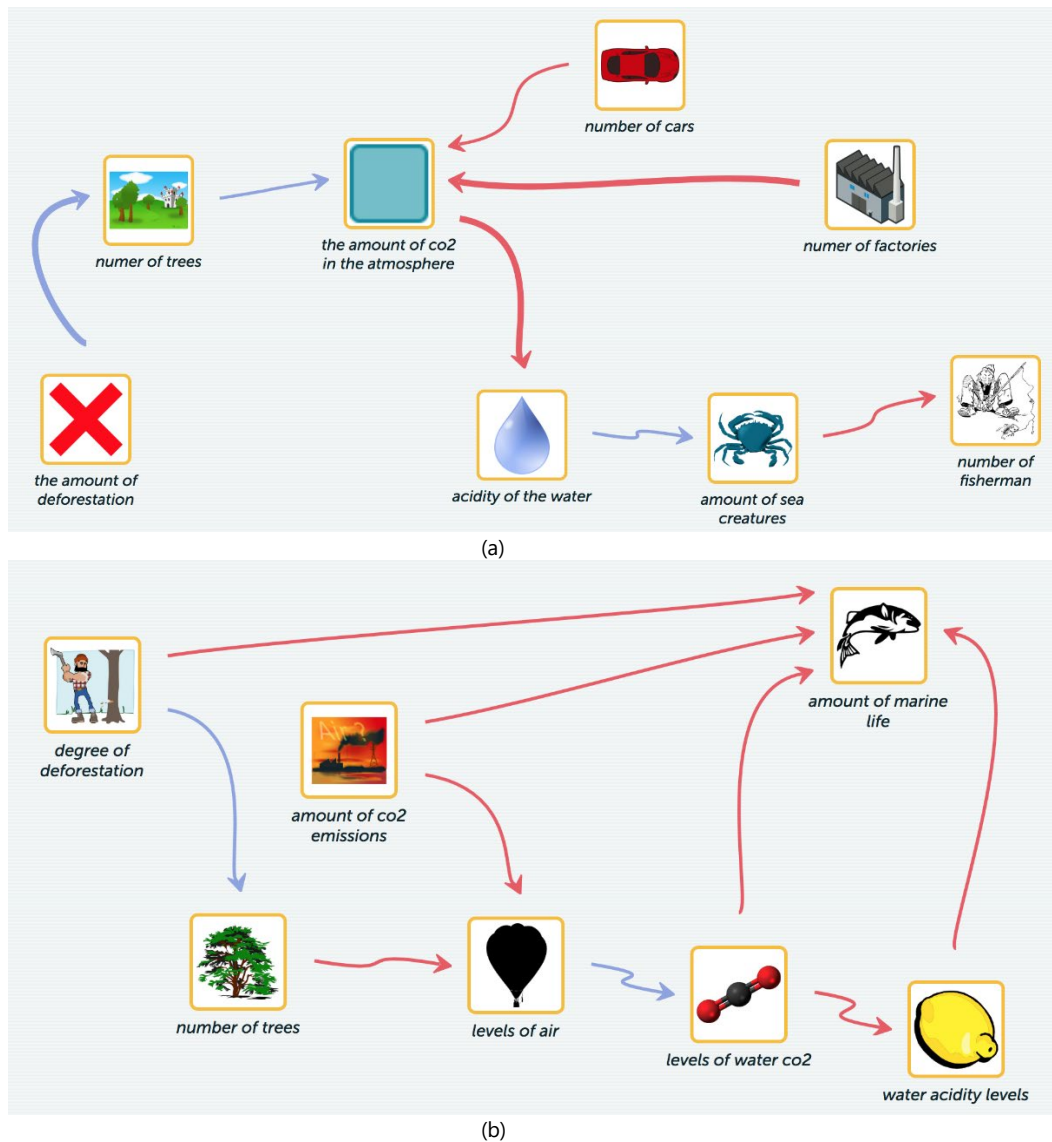 number of cars
numer of trees
the amount of co2
in the atmosphere
numer of factories
the amount of
deforestation
acidity of the water
amount of sea
creatures
number of
fisherman
(a)
degree of
deforestation
Air?
amount of co2
emissions
amount of marine
life
number of trees
levels of air
levels of water co2
water acidity levels
(b)